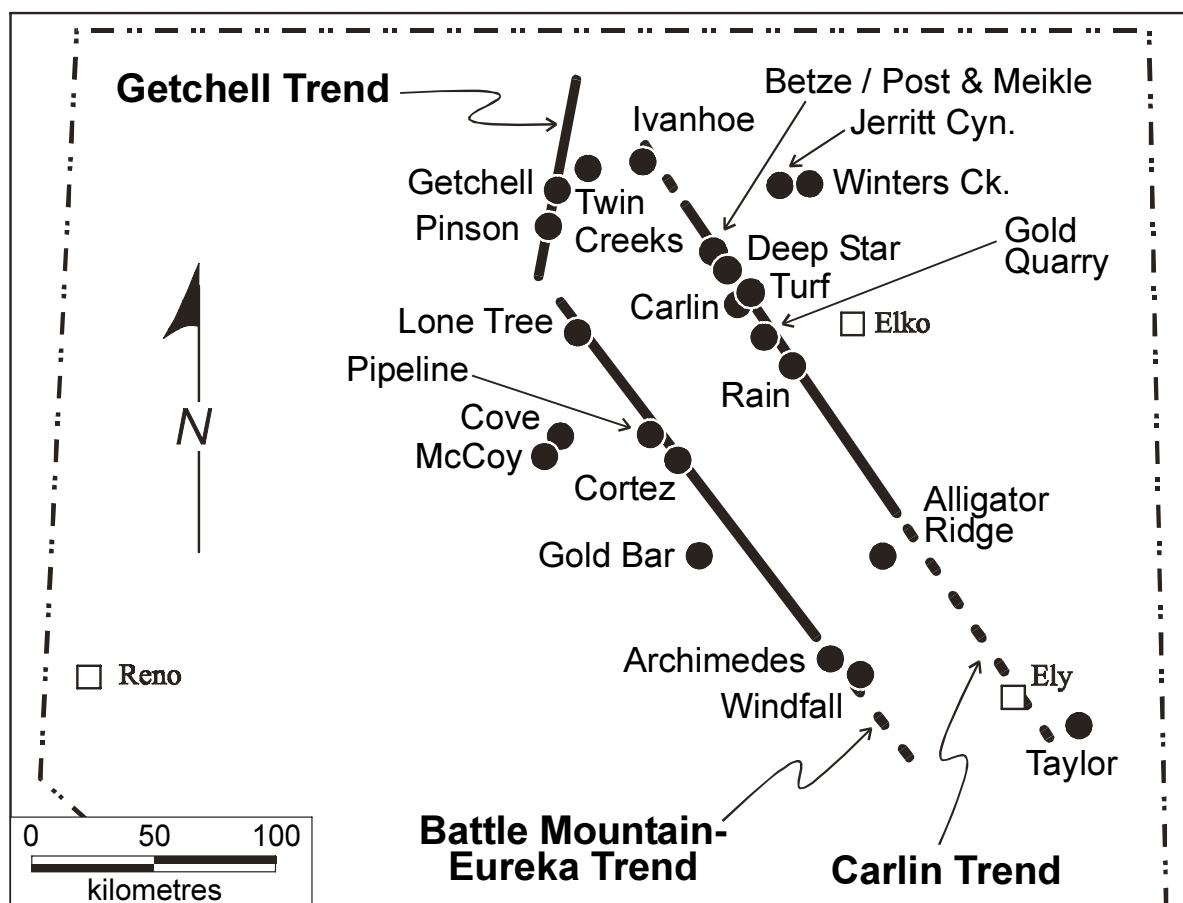 Getchell Trend
Betze / Post & Meikle
Jerritt Cyn.
Ivanhoe
Winters Ck.
Getchell
Twin
Creeks
Pinson
Deep Star
Turf
Gold
Quarry
Carlin
Elko
Lone Tree
Pipeline
Rain
N
Cove
McCoy
Cortez
Alligator
Ridge
Gold Bar
Archimedes
Reno
Ely
Windfall
Taylor
Battle Mountain-
Eureka Trend
Carlin Trend
0 50 100
kilometres